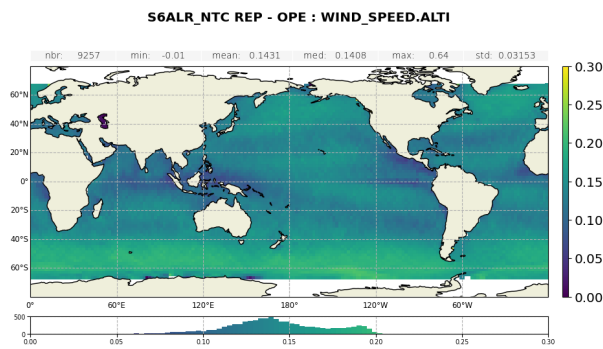 S6ALR_NTC REP - OPE : WIND_SPEED.ALTI
nbr: 9257 min: -0.01 mean: 0.1431 med: 0.1408 max: 0.64 std: 0.03153
0.30
60°N
0.25
40°N
20°N
0.20
0°
0.15
20°S
0.10
40°S
0.05
60°S
0.00
0° 60°E 120°E 180° 120°W 60°W
500
0
0.00 0.05 0.10 0.15 0.20 0.25 0.30